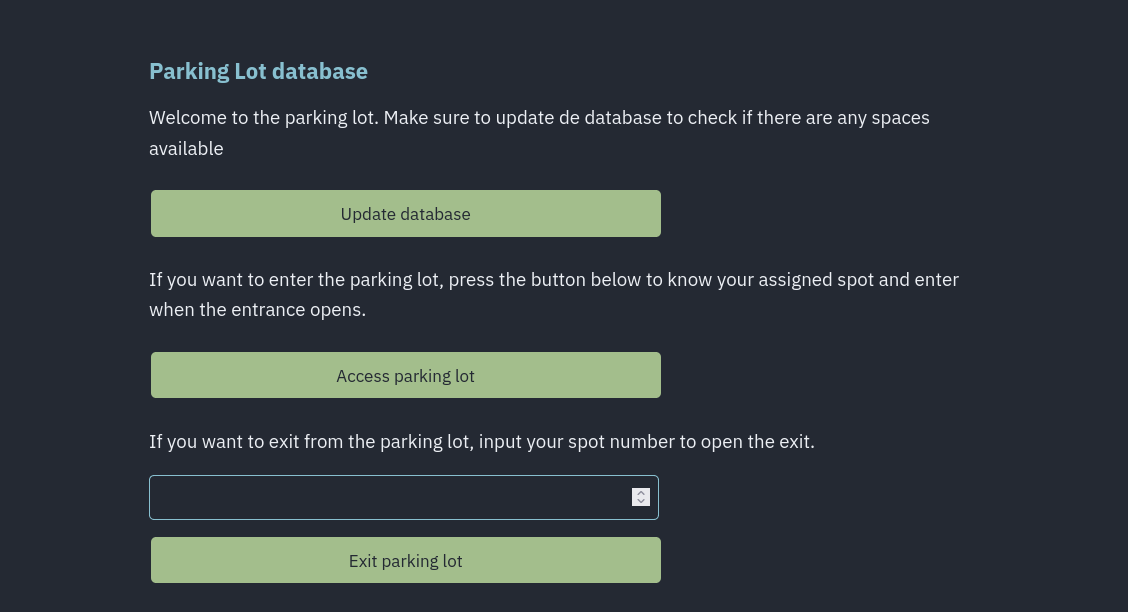 Parking Lot database
Welcome to the parking lot. Make sure to update de database to check if there are any spaces
available
Update database
If you want to enter the parking lot, press the button below to know your assigned spot and enter
when the entrance opens.
Access parking lot
If you want to exit from the parking lot, input your spot number to open the exit.
Exit parking lot